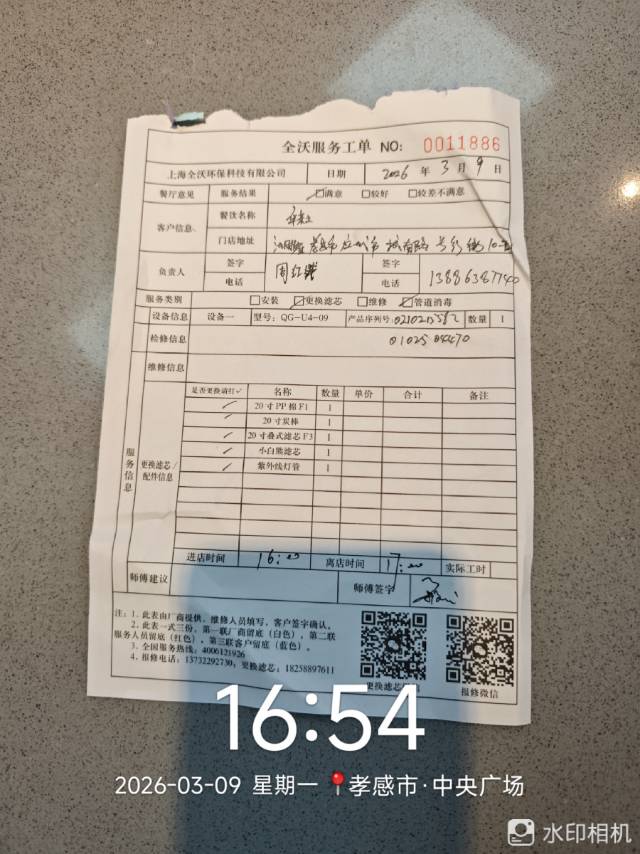 全沃服务工单 NO: 0011886
上海全沃环保科技有限公司 日期 2026 年 3 月 9 日
餐厅意见 服务结果 ☑满意 □较好 □较差不满意
客户信息 餐饮名称
门店地址
负责人 签字 签字
电话 电话 13886387740
服务类别 □安装 ☑更换滤芯 □维修 ☑管道消毒
设备信息 设备一 型号: QG-U4-09 产品序列号: 数量 1
检修信息
维修信息
服务信息
更换滤芯/配件信息
是否更换请打✓ 名称 数量 单价 合计 备注
✓ 20寸PP棉F1 1
✓ 20寸炭棒 1
✓ 20寸叠式滤芯F3 1
✓ 小白熊滤芯 1
✓ 紫外线灯管 1
进店时间 16:20 离店时间 17:20 实际工时
师傅建议 师傅签字
注: 1、此表由厂商提供, 维修人员填写, 客户签字确认。
2、此表一式三份, 第一联厂商留底(白色), 第二联
服务人员留底(红色), 第三联客户留底(蓝色)。
3、全国服务热线: 4006121926
4、报修电话: 13732292730; 更换滤芯: 18258897611
更换滤芯
报修微信
16:54
2026-03-09 星期一 孝感市·中央广场
水印相机